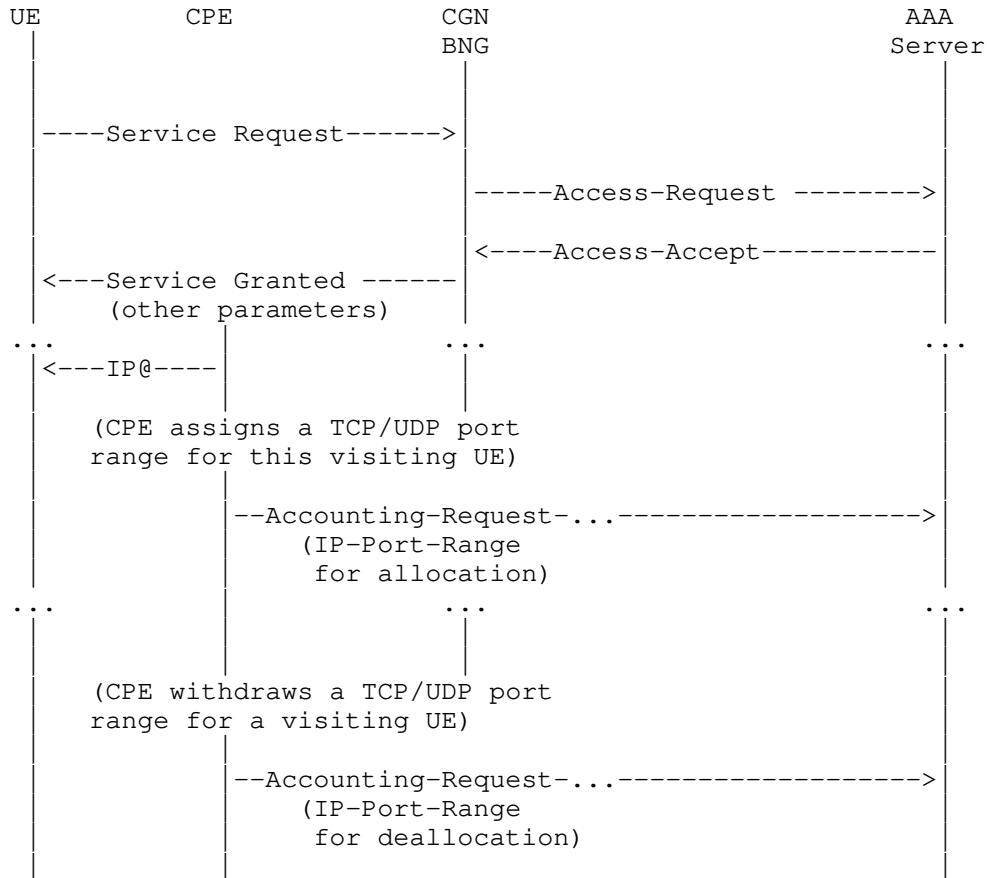 UE CPE CGN AAA
BNG Server
----Service Request------>
-----Access-Request -------->
<----Access-Accept-----------
<---Service Granted ------
(other parameters)
... ... ...
<---IP@----
(CPE assigns a TCP/UDP port
range for this visiting UE)
--Accounting-Request-...------------------->
(IP-Port-Range
for allocation)
... ... ...
(CPE withdraws a TCP/UDP port
range for a visiting UE)
--Accounting-Request-...------------------->
(IP-Port-Range
for deallocation)